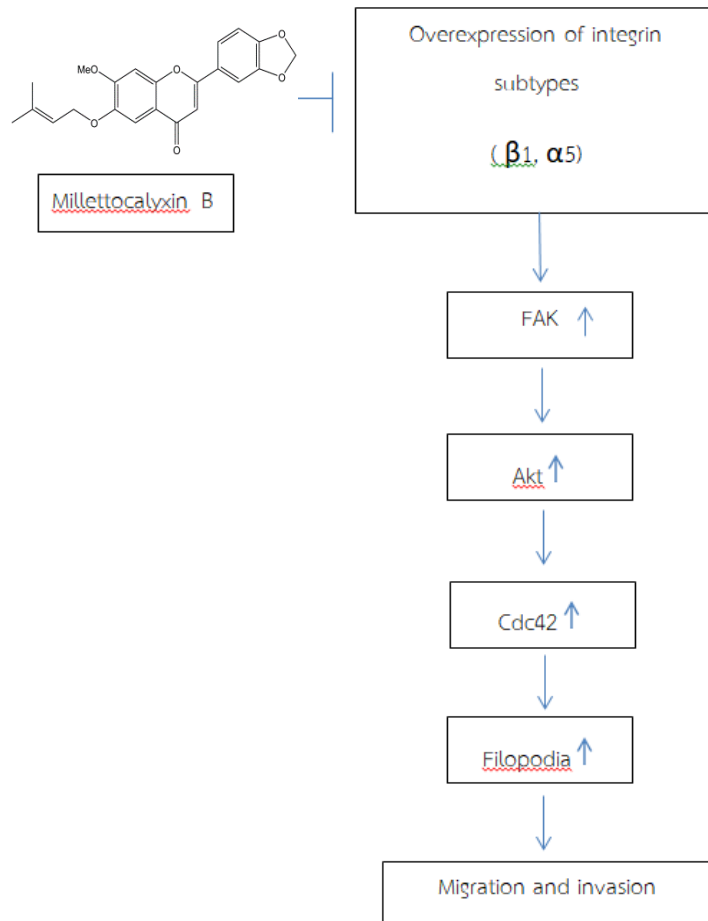 MeO
O
O
O
O
O
Millettocalyxin B
Overexpression of integrin
subtypes
( β1, α5)
FAK ↑
Akt ↑
Cdc42 ↑
Filopodia ↑
Migration and invasion